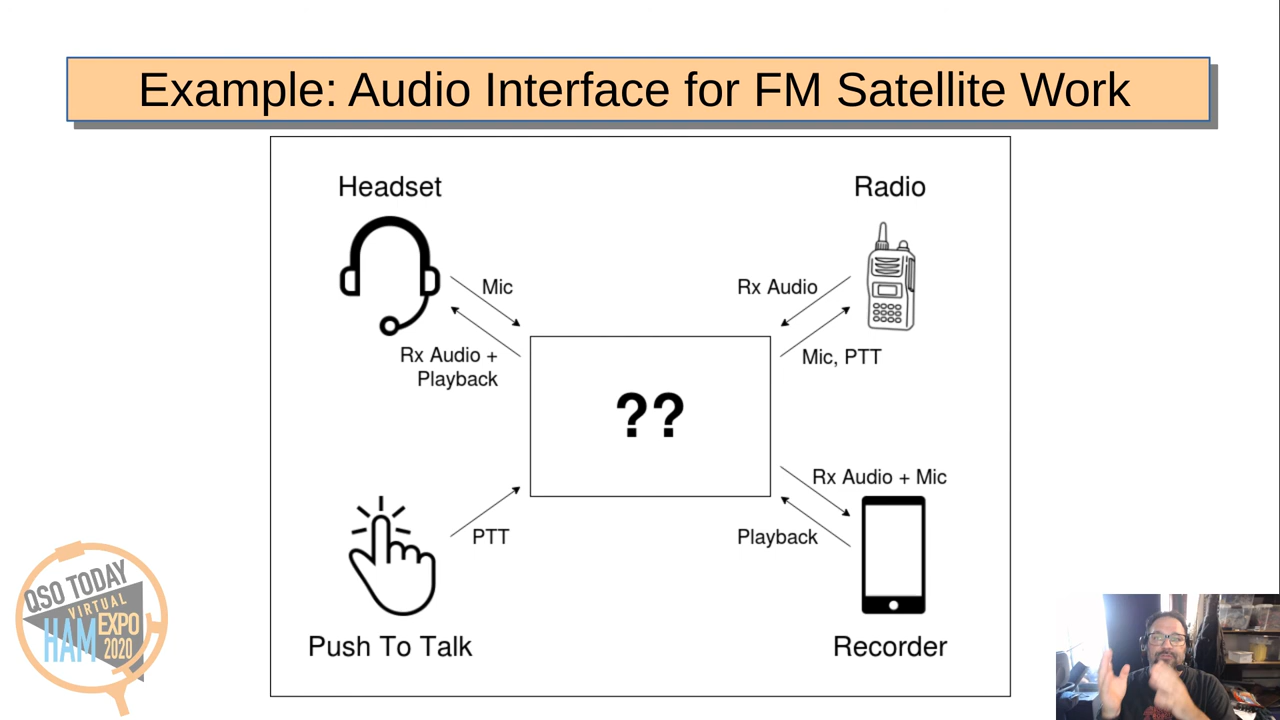 Example: Audio Interface for FM Satellite Work
Headset
Radio
Mic
Rx Audio
Rx Audio +
Playback
Mic, PTT
??
Rx Audio + Mic
PTT
Playback
Push To Talk
Recorder
QSO TODAY
VIRTUAL
HAM EXPO
2020